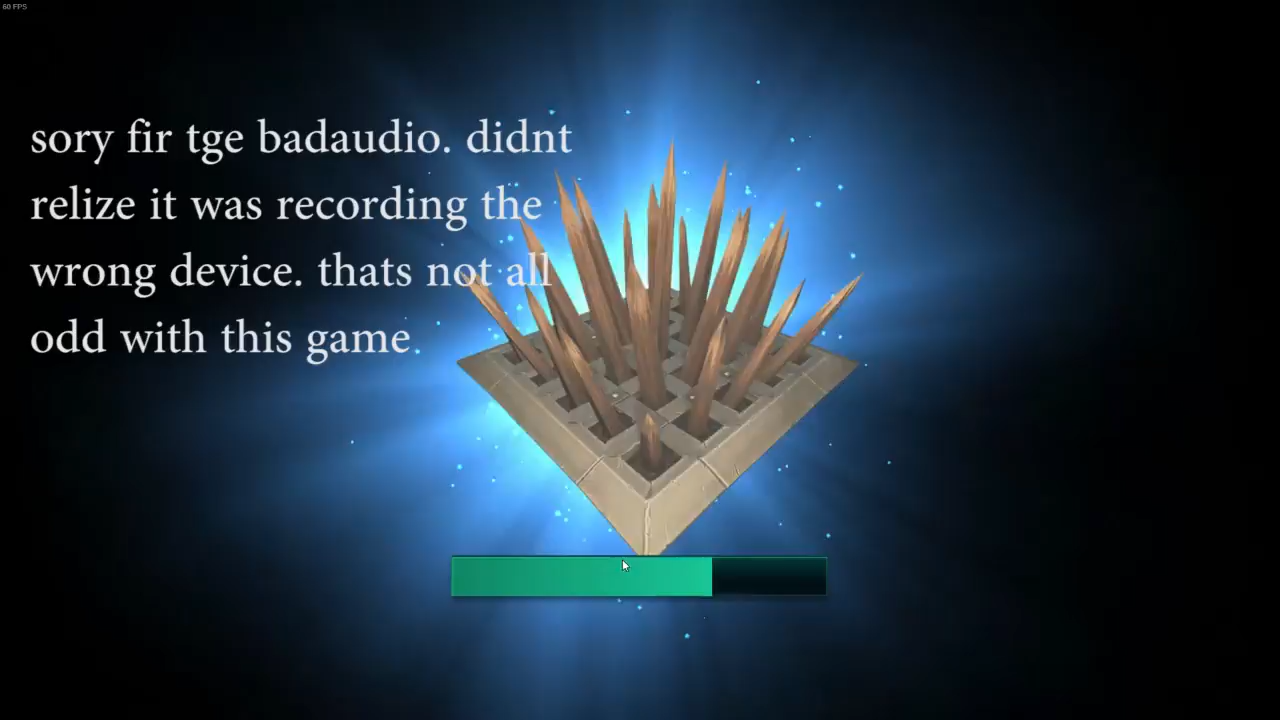 60 FPS
sory fir tge badaudio. didnt
relize it was recording the
wrong device. thats not all
odd with this game